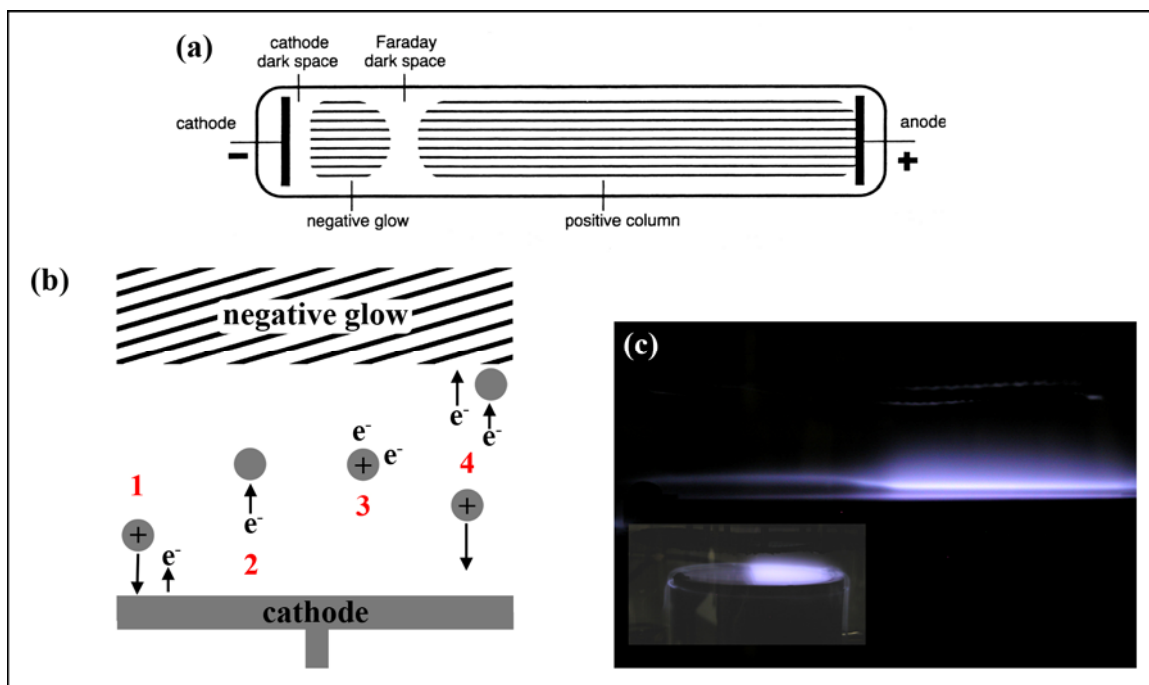 (a)
cathode
dark space
Faraday
dark space
cathode
anode
−
+
negative glow
positive column
(b)
negative glow
e⁻
e⁻
e⁻
e⁻
1
+
e⁻
2
+
3
4
+
e⁻
e⁻
cathode
(c)